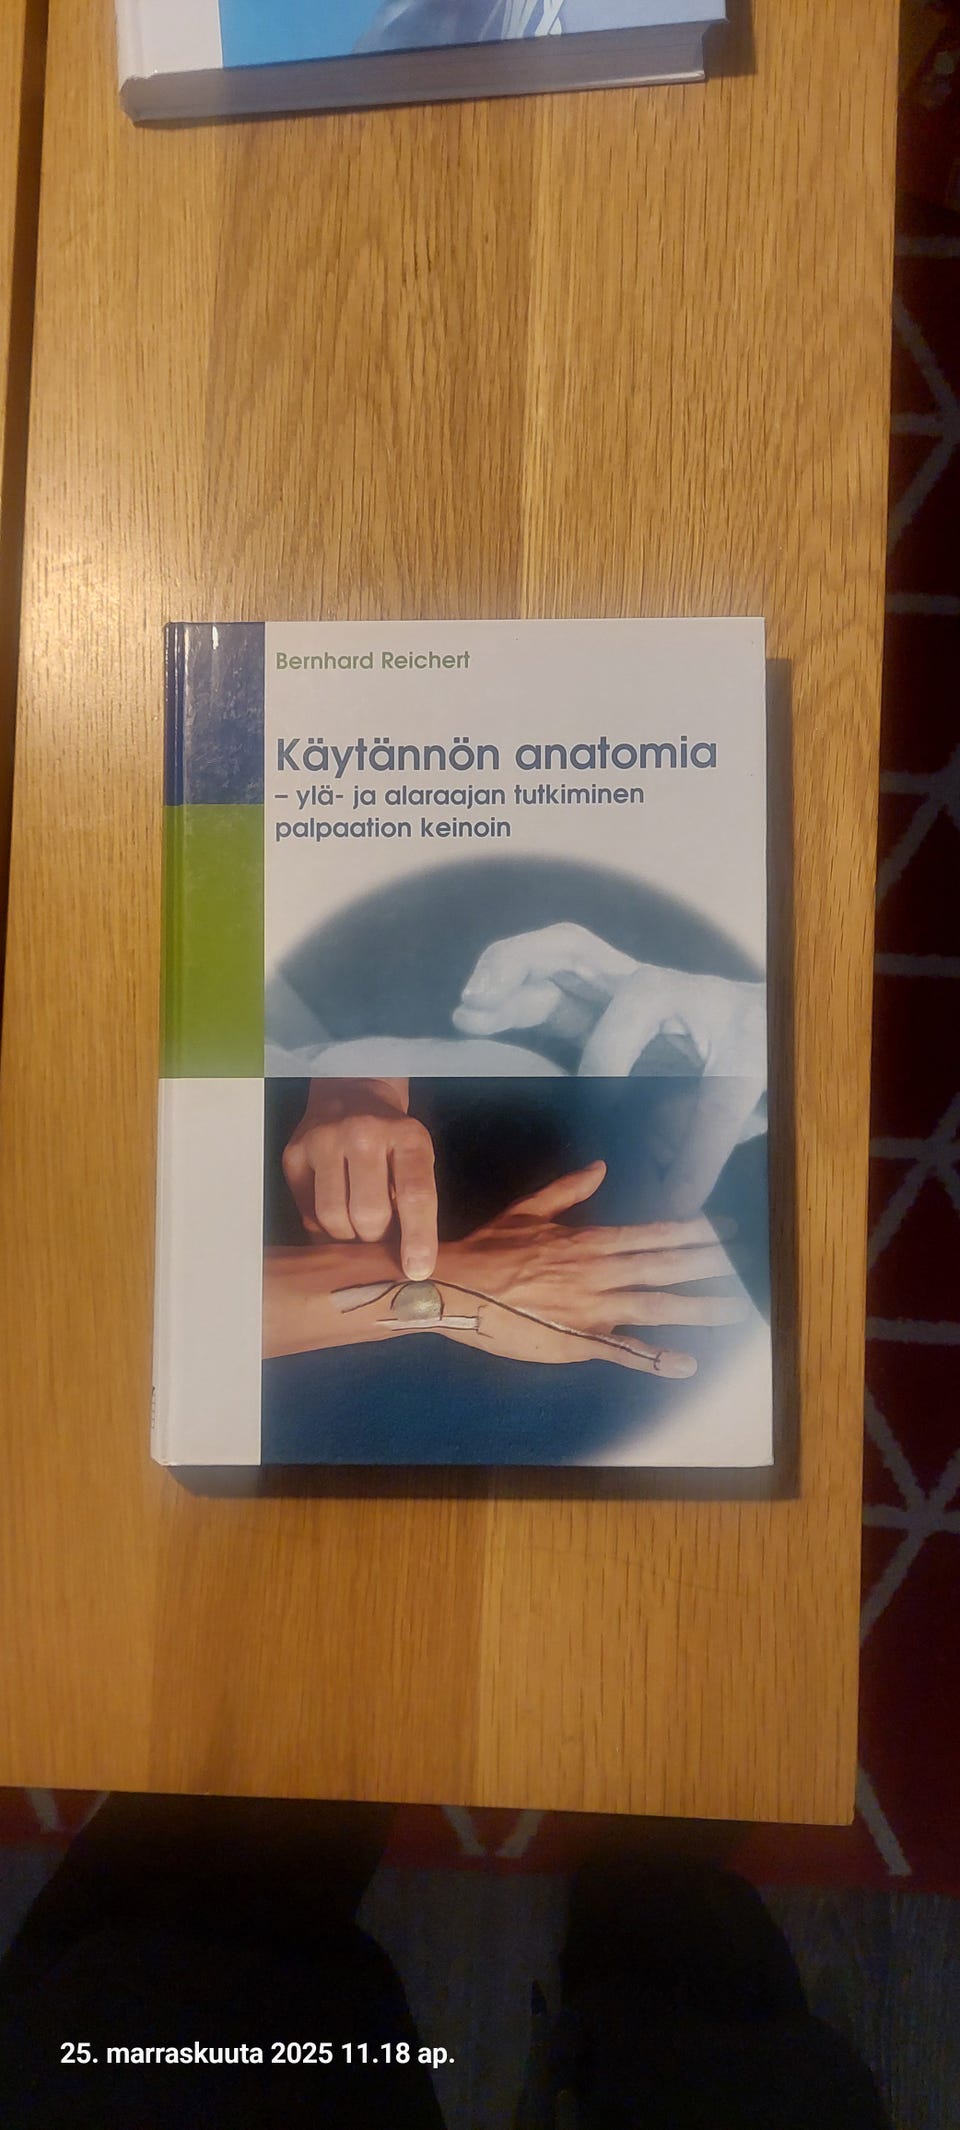 Bernhard Reichert
Käytännön anatomia
– ylä- ja alaraajan tutkiminen
palpaation keinoin
25. marraskuuta 2025 11.18 ap.